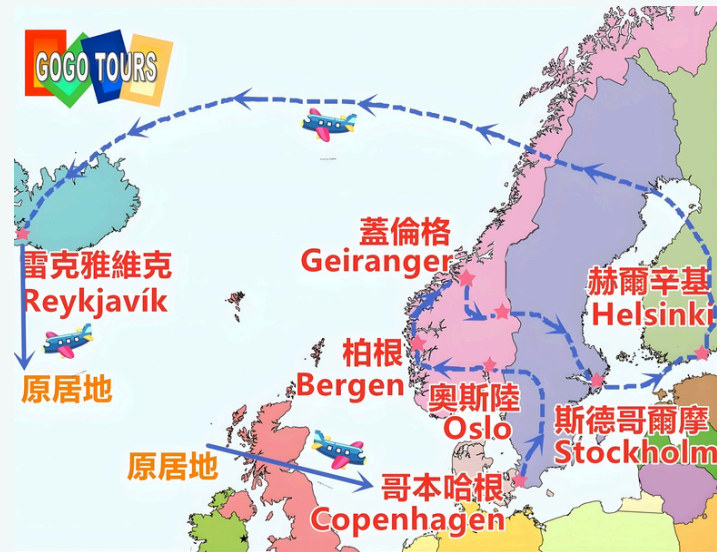 GOGO TOURS
蓋倫格
Geiranger
雷克雅維克
Reykjavík
赫爾辛基
Helsinki
柏根
Bergen
原居地
奧斯陸
Oslo
斯德哥爾摩
Stockholm
原居地
哥本哈根
Copenhagen